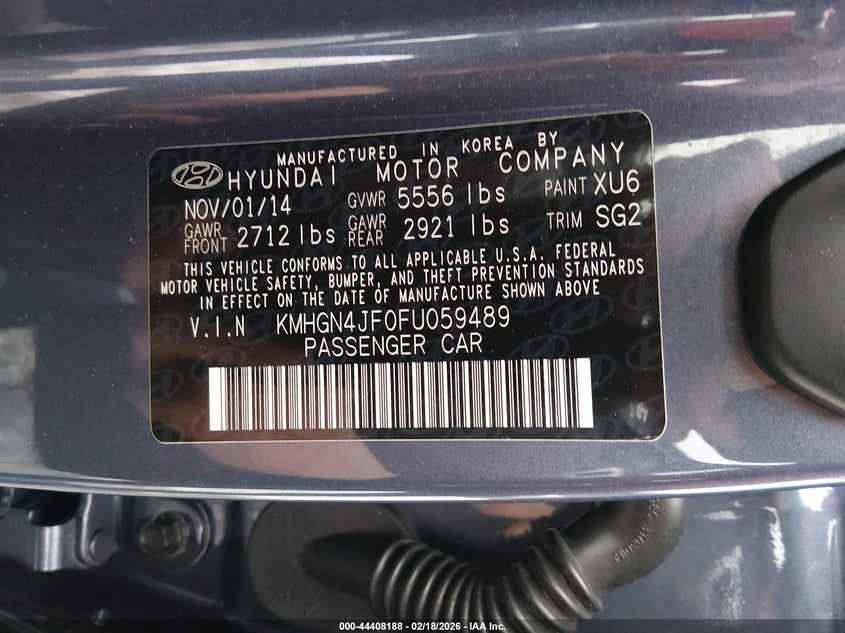 MANUFACTURED IN KOREA BY
HYUNDAI MOTOR COMPANY
NOV/01/14 GVWR 5556 lbs PAINT XU6
GAWR FRONT 2712 lbs GAWR REAR 2921 lbs TRIM SG2
THIS VEHICLE CONFORMS TO ALL APPLICABLE U.S.A. FEDERAL
MOTOR VEHICLE SAFETY, BUMPER, AND THEFT PREVENTION STANDARDS
IN EFFECT ON THE DATE OF MANUFACTURE SHOWN ABOVE
V.I.N KMHGN4JF0FU059489
PASSENGER CAR
000-44408188 - 02/18/2026 - IAA Inc.